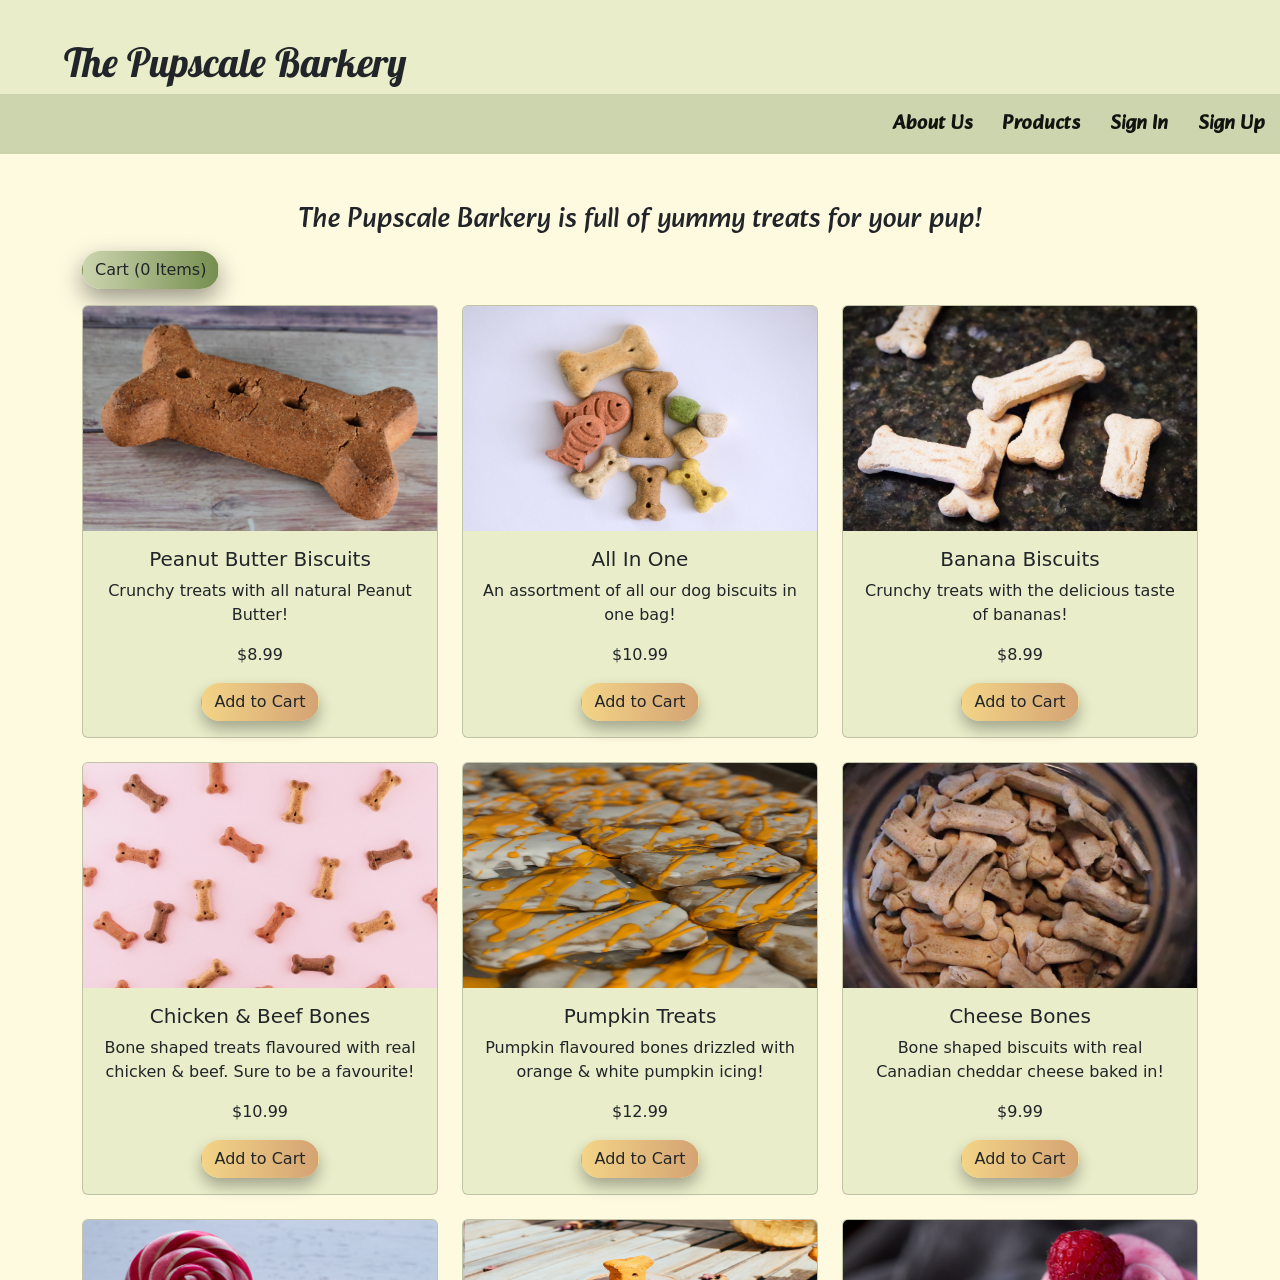 The Pupscale Barkery
About Us Products Sign In Sign Up
The Pupscale Barkery is full of yummy treats for your pup!
Cart (0 Items)
Peanut Butter Biscuits
Crunchy treats with all natural Peanut
Butter!
$8.99
Add to Cart
All In One
An assortment of all our dog biscuits in
one bag!
$10.99
Add to Cart
Banana Biscuits
Crunchy treats with the delicious taste
of bananas!
$8.99
Add to Cart
Chicken & Beef Bones
Bone shaped treats flavoured with real
chicken & beef. Sure to be a favourite!
$10.99
Add to Cart
Pumpkin Treats
Pumpkin flavoured bones drizzled with
orange & white pumpkin icing!
$12.99
Add to Cart
Cheese Bones
Bone shaped biscuits with real
Canadian cheddar cheese baked in!
$9.99
Add to Cart